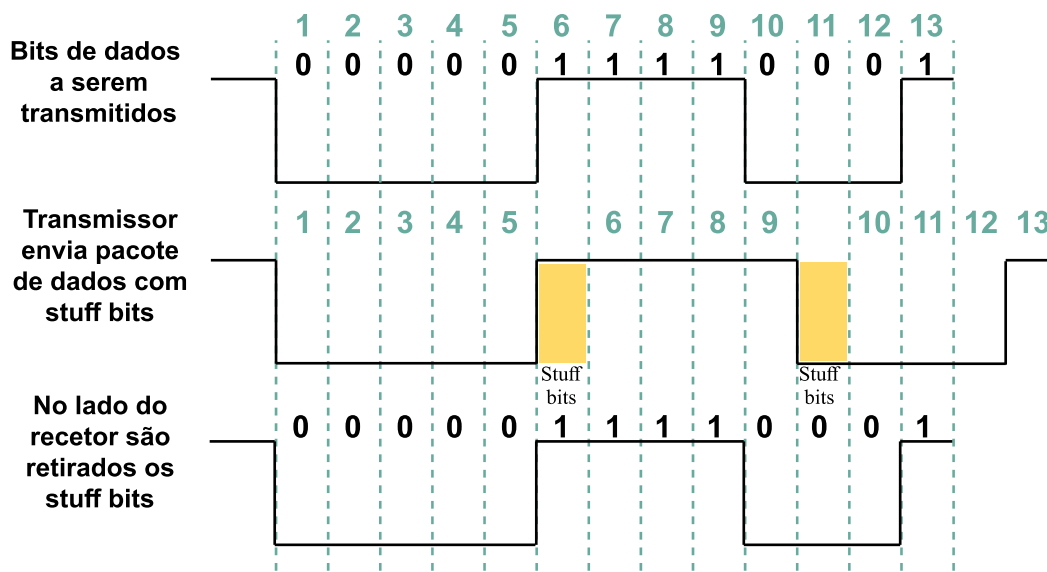 1 2 3 4 5 6 7 8 9 10 11 12 13
Bits de dados
a serem
transmitidos
0 0 0 0 0 1 1 1 1 0 0 0 1
Transmissor
envia pacote
de dados com
stuff bits
1 2 3 4 5 6 7 8 9 10 11 12 13
Stuff
bits
Stuff
bits
No lado do
recetor são
retirados os
stuff bits
0 0 0 0 0 1 1 1 1 0 0 0 1